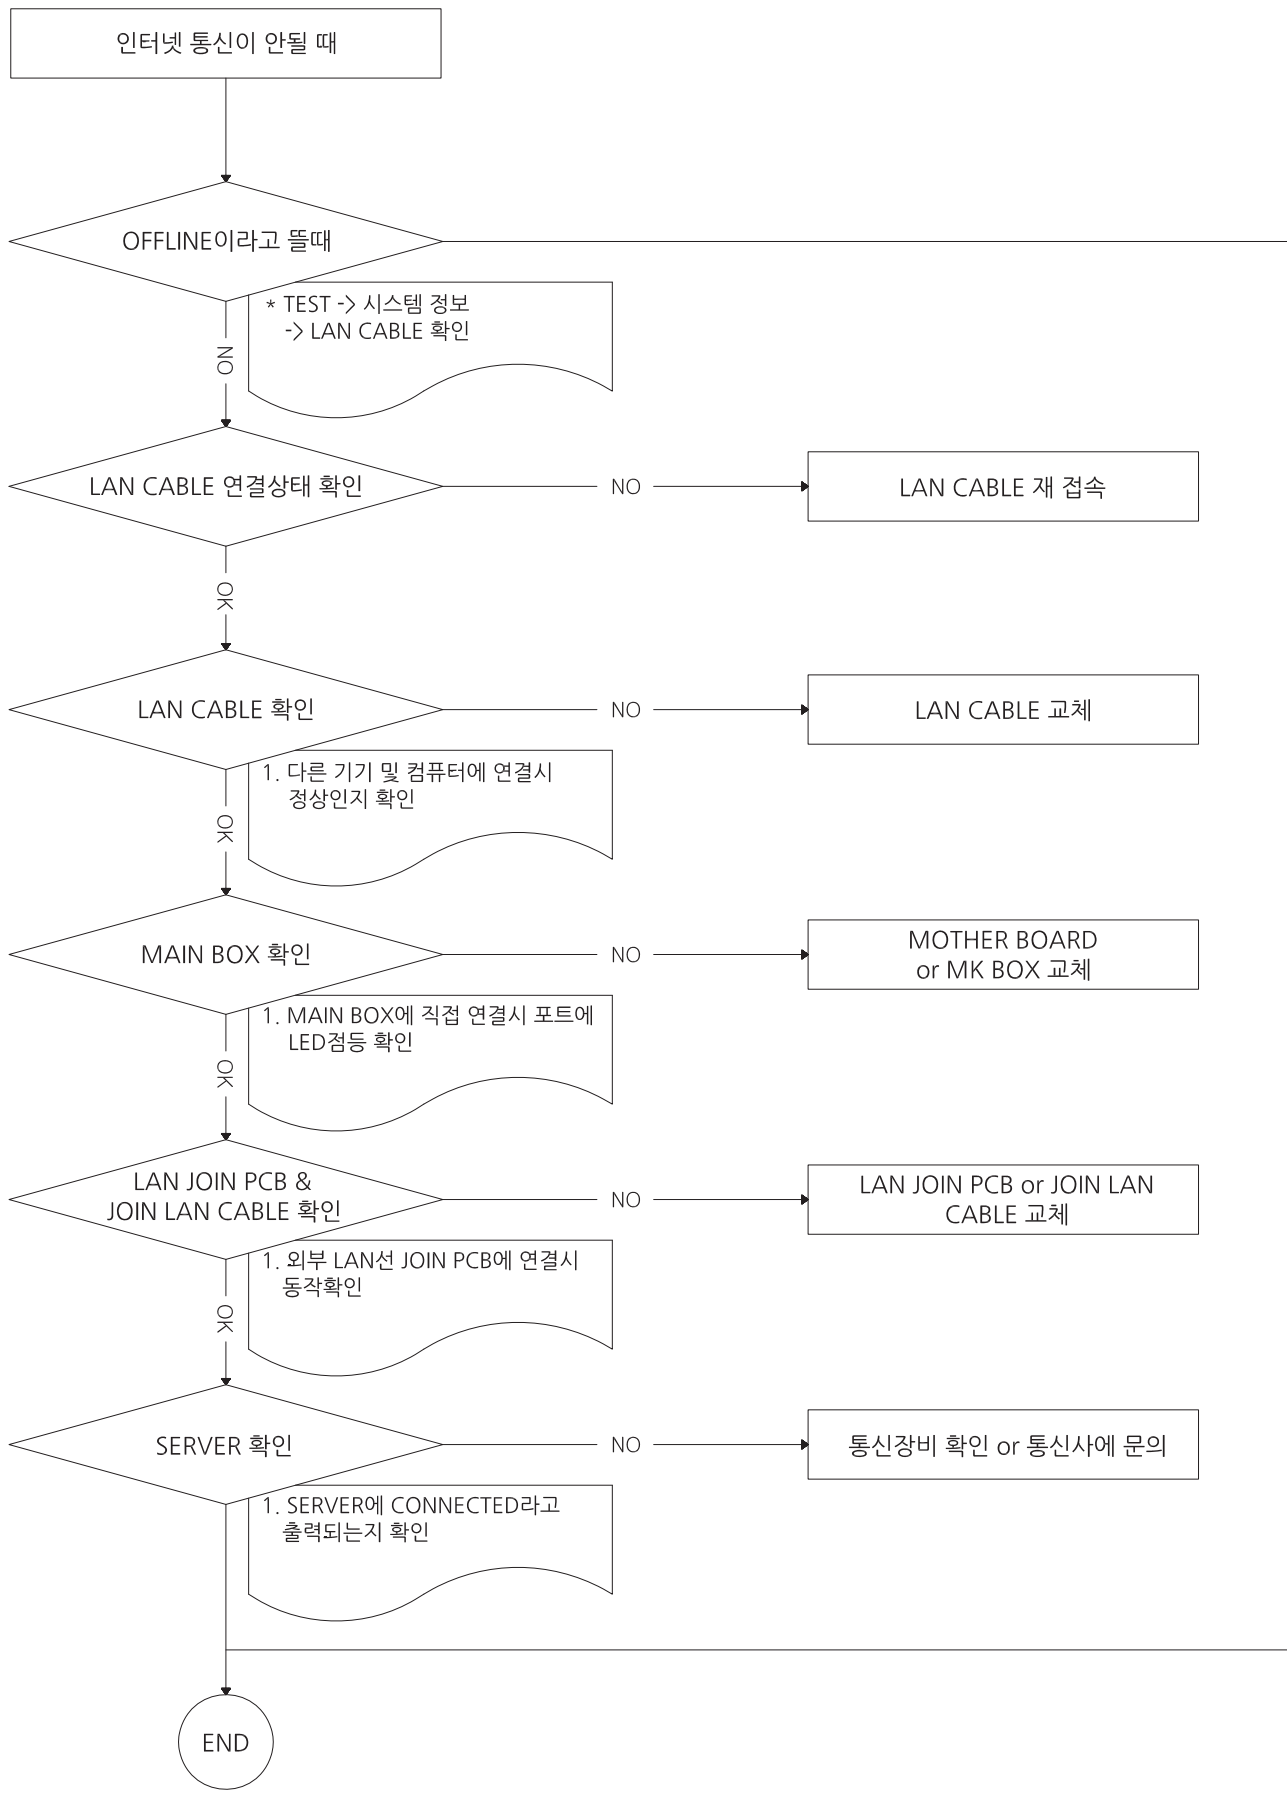 인터넷 통신이 안될 때
OFFLINE이라고 뜰때
* TEST -> 시스템 정보
-> LAN CABLE 확인
NO
LAN CABLE 연결상태 확인
NO
LAN CABLE 재 접속
OK
LAN CABLE 확인
NO
LAN CABLE 교체
1. 다른 기기 및 컴퓨터에 연결시
정상인지 확인
OK
MAIN BOX 확인
NO
MOTHER BOARD
or MK BOX 교체
1. MAIN BOX에 직접 연결시 포트에
LED점등 확인
OK
LAN JOIN PCB &
JOIN LAN CABLE 확인
NO
LAN JOIN PCB or JOIN LAN
CABLE 교체
1. 외부 LAN선 JOIN PCB에 연결시
동작확인
OK
SERVER 확인
NO
통신장비 확인 or 통신사에 문의
1. SERVER에 CONNECTED라고
출력되는지 확인
END